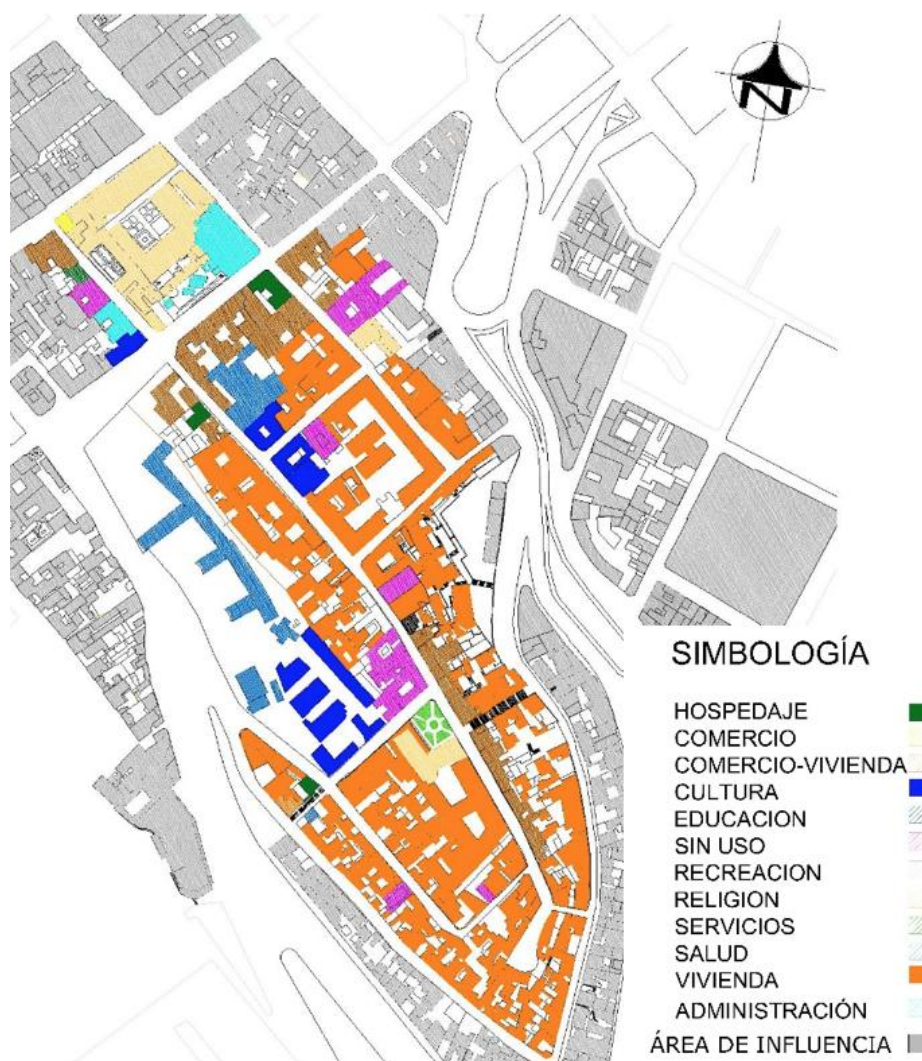 N
SIMBOLOGÍA
HOSPEDAJE
COMERCIO
COMERCIO-VIVIENDA
CULTURA
EDUCACION
SIN USO
RECREACION
RELIGION
SERVICIOS
SALUD
VIVIENDA
ADMINISTRACIÓN
ÁREA DE INFLUENCIA